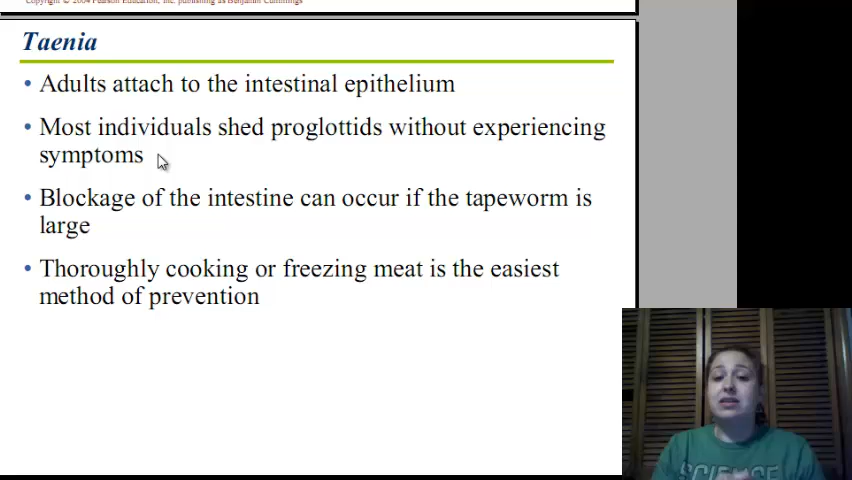 Copyright © 2004 Pearson Education, Inc. publishing as Benjamin Cummings
Taenia
• Adults attach to the intestinal epithelium
• Most individuals shed proglottids without experiencing
symptoms
• Blockage of the intestine can occur if the tapeworm is
large
• Thoroughly cooking or freezing meat is the easiest
method of prevention
SCIENCE